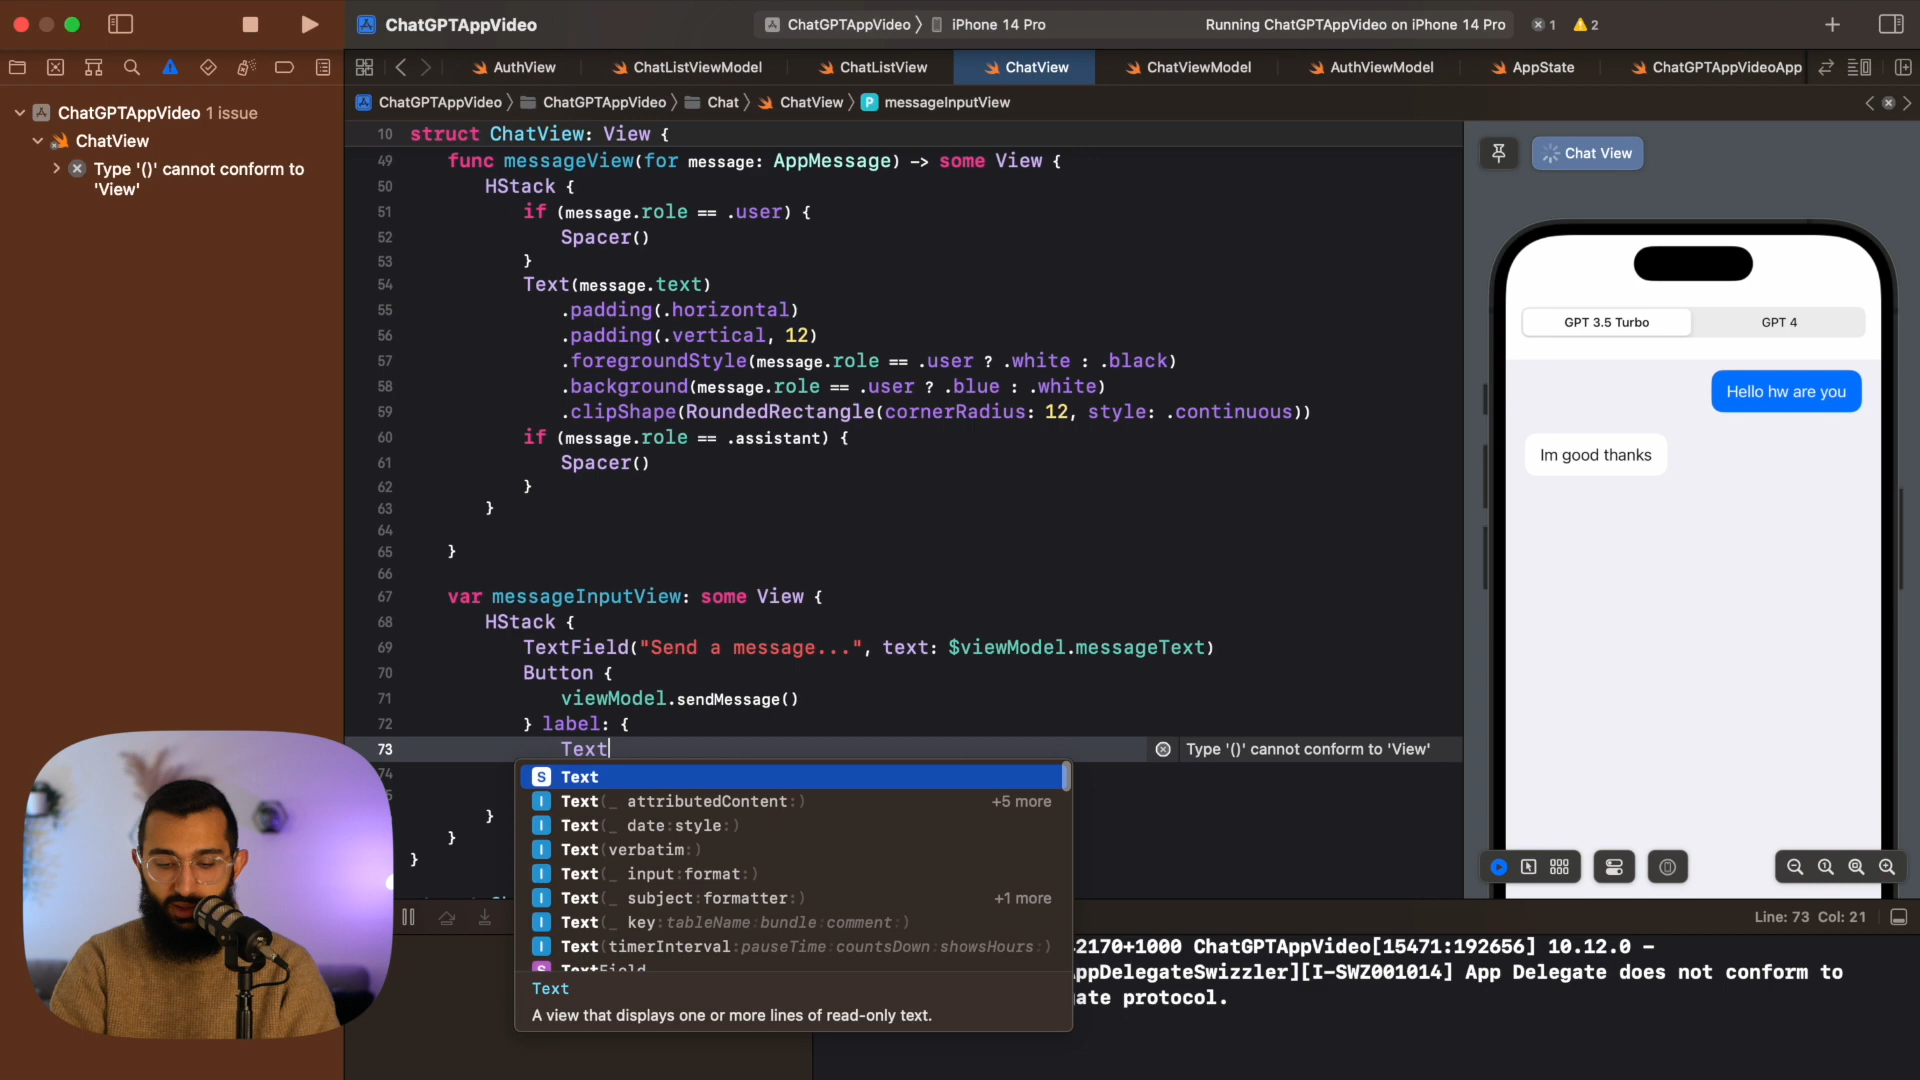 ChatGPTAppVideo
ChatGPTAppVideo 〉 iPhone 14 Pro
Running ChatGPTAppVideo on iPhone 14 Pro
1
2
AuthView
ChatListViewModel
ChatListView
ChatView
ChatViewModel
AuthViewModel
AppState
ChatGPTAppVideoApp
ChatGPTAppVideo 〉 ChatGPTAppVideo 〉 Chat 〉 ChatView 〉 P messageInputView
ChatGPTAppVideo 1 issue
ChatView
Type '()' cannot conform to
'View'
10 struct ChatView: View {
49 func messageView(for message: AppMessage) -> some View {
50 HStack {
51 if (message.role == .user) {
52 Spacer()
53 }
54 Text(message.text)
55 .padding(.horizontal)
56 .padding(.vertical, 12)
57 .foregroundStyle(message.role == .user ? .white : .black)
58 .background(message.role == .user ? .blue : .white)
59 .clipShape(RoundedRectangle(cornerRadius: 12, style: .continuous))
60 if (message.role == .assistant) {
61 Spacer()
62 }
63 }
64
65 }
66
67 var messageInputView: some View {
68 HStack {
69 TextField("Send a message...", text: $viewModel.messageText)
70 Button {
71 viewModel.sendMessage()
72 } label: {
73 Text
Type '()' cannot conform to 'View'
74
}
}
}
S Text
I Text(_ attributedContent:) +5 more
I Text(_ date:style:)
I Text(verbatim:)
I Text(_ input:format:)
I Text(_ subject:formatter:) +1 more
I Text(_ key:tableName:bundle:comment:)
I Text(timerInterval:pauseTime:countsDown:showsHours:)
S TextField
Text
A view that displays one or more lines of read-only text.
Chat View
GPT 3.5 Turbo
GPT 4
Hello hw are you
Im good thanks
Line: 73 Col: 21
2170+1000 ChatGPTAppVideo[15471:192656] 10.12.0 -
AppDelegateSwizzler][I-SWZ001014] App Delegate does not conform to
ate protocol.